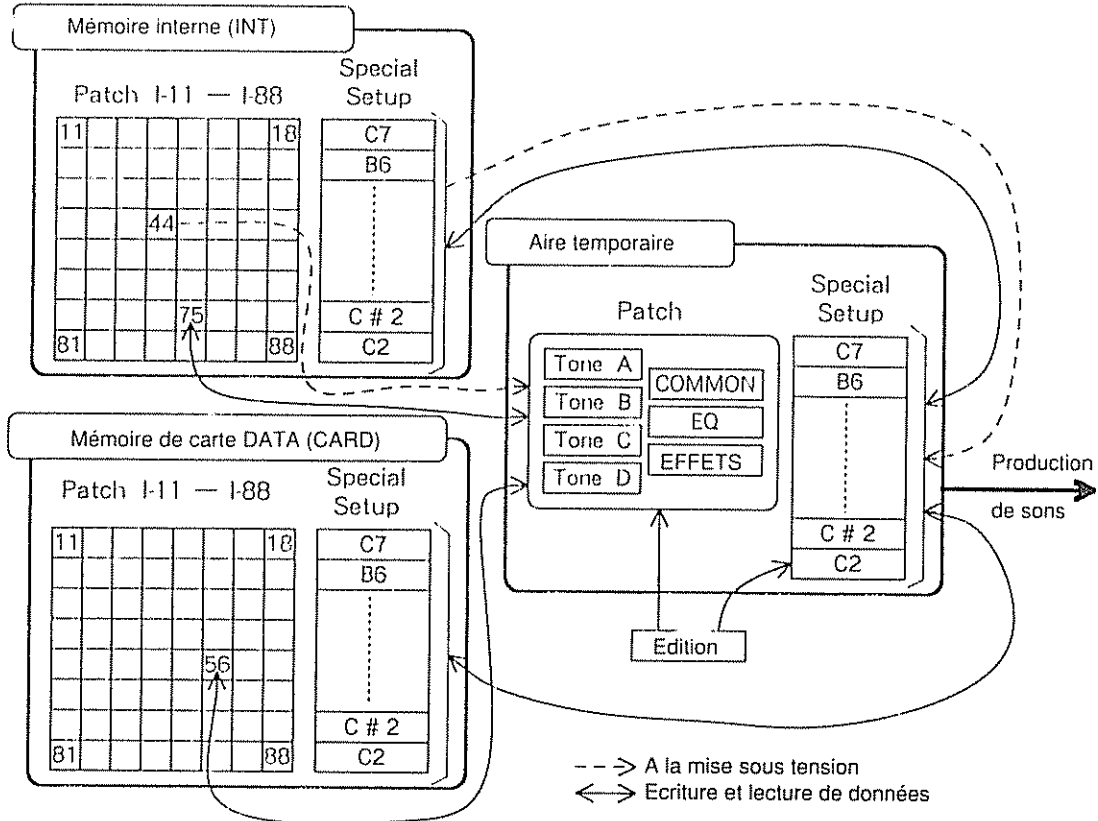 Mémoire interne (INT)
Patch I-11 — I-88
Special
Setup
11
18
44
75
81
88
C7
B6
C # 2
C2
Mémoire de carte DATA (CARD)
Patch I-11 — I-88
Special
Setup
11
18
56
81
88
C7
B6
C # 2
C2
Aire temporaire
Patch
Tone A
Tone B
Tone C
Tone D
COMMON
EQ
EFFETS
Special
Setup
C7
B6
C # 2
C2
Production
de sons
Edition
A la mise sous tension
Ecriture et lecture de données